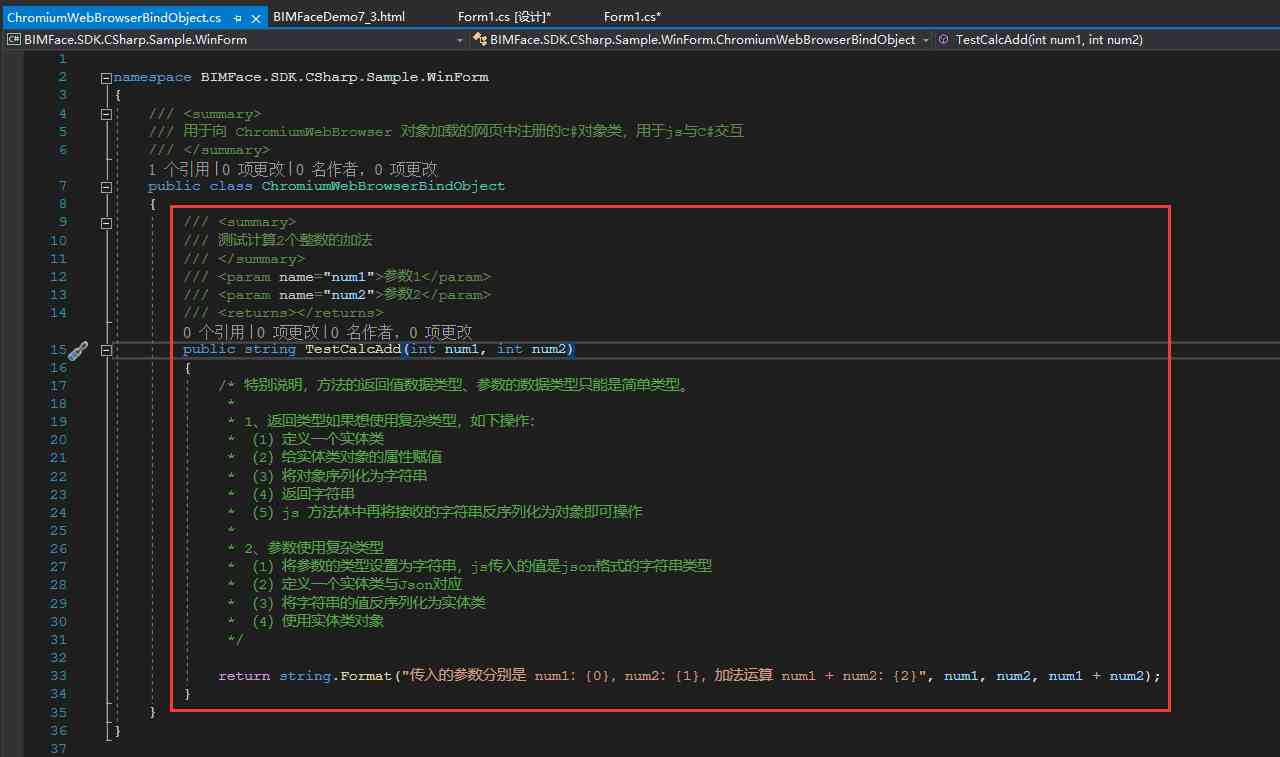 ChromiumWebBrowserBindObject.cs BIMFaceDemo7_3.html Form1.cs [设计]* Form1.cs*
C# BIMFace.SDK.CSharp.Sample.WinForm BIMFace.SDK.CSharp.Sample.WinForm.ChromiumWebBrowserBindObject TestCalcAdd(int num1, int num2)
1
2 namespace BIMFace.SDK.CSharp.Sample.WinForm
3 {
4 /// <summary>
5 /// 用于向 ChromiumWebBrowser 对象加载的网页中注册的C#对象类，用于js与C#交互
6 /// </summary>
1 个引用|0 项更改|0 名作者，0 项更改
7 public class ChromiumWebBrowserBindObject
8 {
9 /// <summary>
10 /// 测试计算2个整数的加法
11 /// </summary>
12 /// <param name="num1">参数1</param>
13 /// <param name="num2">参数2</param>
14 /// <returns></returns>
0 个引用|0 项更改|0 名作者，0 项更改
15 public string TestCalcAdd(int num1, int num2)
16 {
17 /* 特别说明，方法的返回值数据类型、参数的数据类型只能是简单类型。
18 *
19 * 1、返回类型如果想使用复杂类型，如下操作：
20 * (1) 定义一个实体类
21 * (2) 给实体类对象的属性赋值
22 * (3) 将对象序列化为字符串
23 * (4) 返回字符串
24 * (5) js 方法体中再将接收的字符串反序列化为对象即可操作
25 *
26 * 2、参数使用复杂类型
27 * (1) 将参数的类型设置为字符串，js传入的值是json格式的字符串类型
28 * (2) 定义一个实体类与Json对应
29 * (3) 将字符串的值反序列化为实体类
30 * (4) 使用实体类对象
31 */
32
33 return string.Format("传入的参数分别是 num1：{0}，num2：{1}，加法运算 num1 + num2：{2}", num1, num2, num1 + num2);
34 }
35 }
36 }
37